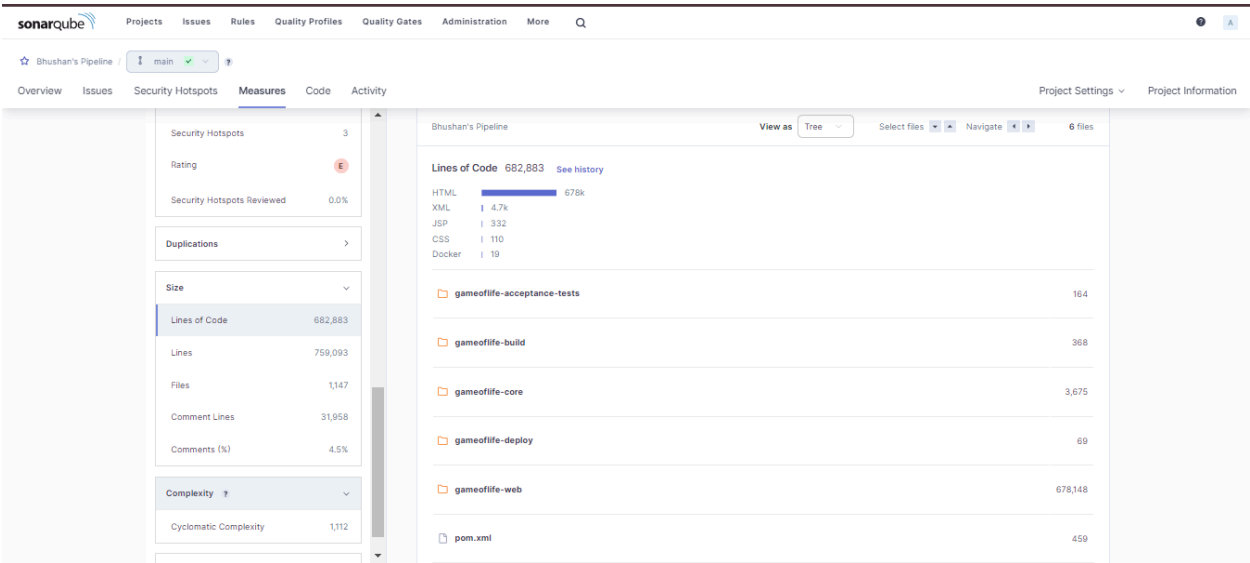 sonarqube
Projects Issues Rules Quality Profiles Quality Gates Administration More
? A
Bhushan's Pipeline / main ?
Overview Issues Security Hotspots Measures Code Activity
Project Settings Project Information
Security Hotspots 3
Rating E
Security Hotspots Reviewed 0.0%
Duplications
Size
Lines of Code 682,883
Lines 759,093
Files 1,147
Comment Lines 31,958
Comments (%) 4.5%
Complexity ?
Cyclomatic Complexity 1,112
Bhushan's Pipeline
View as Tree
Select files Navigate 6 files
Lines of Code 682,883 See history
HTML 678k
XML 4.7k
JSP 332
CSS 110
Docker 19
gameoflife-acceptance-tests 164
gameoflife-build 368
gameoflife-core 3,675
gameoflife-deploy 69
gameoflife-web 678,148
pom.xml 459